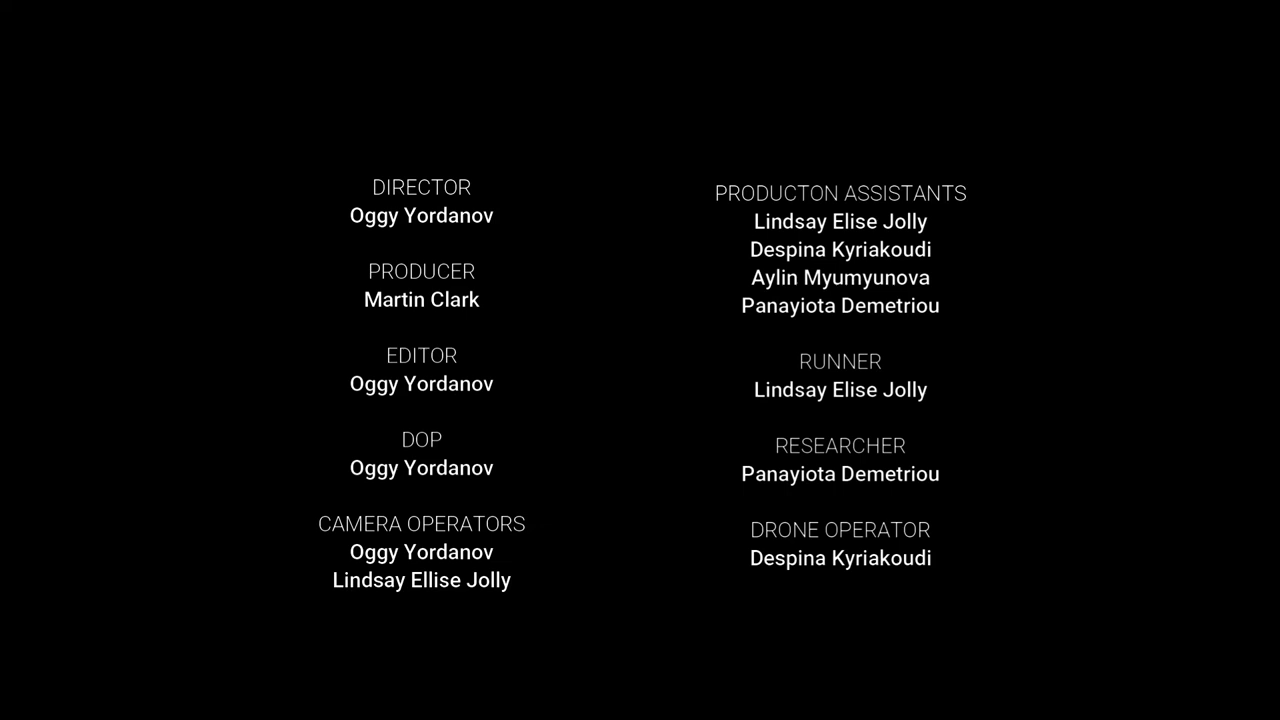 DIRECTOR
Oggy Yordanov
PRODUCER
Martin Clark
EDITOR
Oggy Yordanov
DOP
Oggy Yordanov
CAMERA OPERATORS
Oggy Yordanov
Lindsay Ellise Jolly
PRODUCTON ASSISTANTS
Lindsay Elise Jolly
Despina Kyriakoudi
Aylin Myumyunova
Panayiota Demetriou
RUNNER
Lindsay Elise Jolly
RESEARCHER
Panayiota Demetriou
DRONE OPERATOR
Despina Kyriakoudi